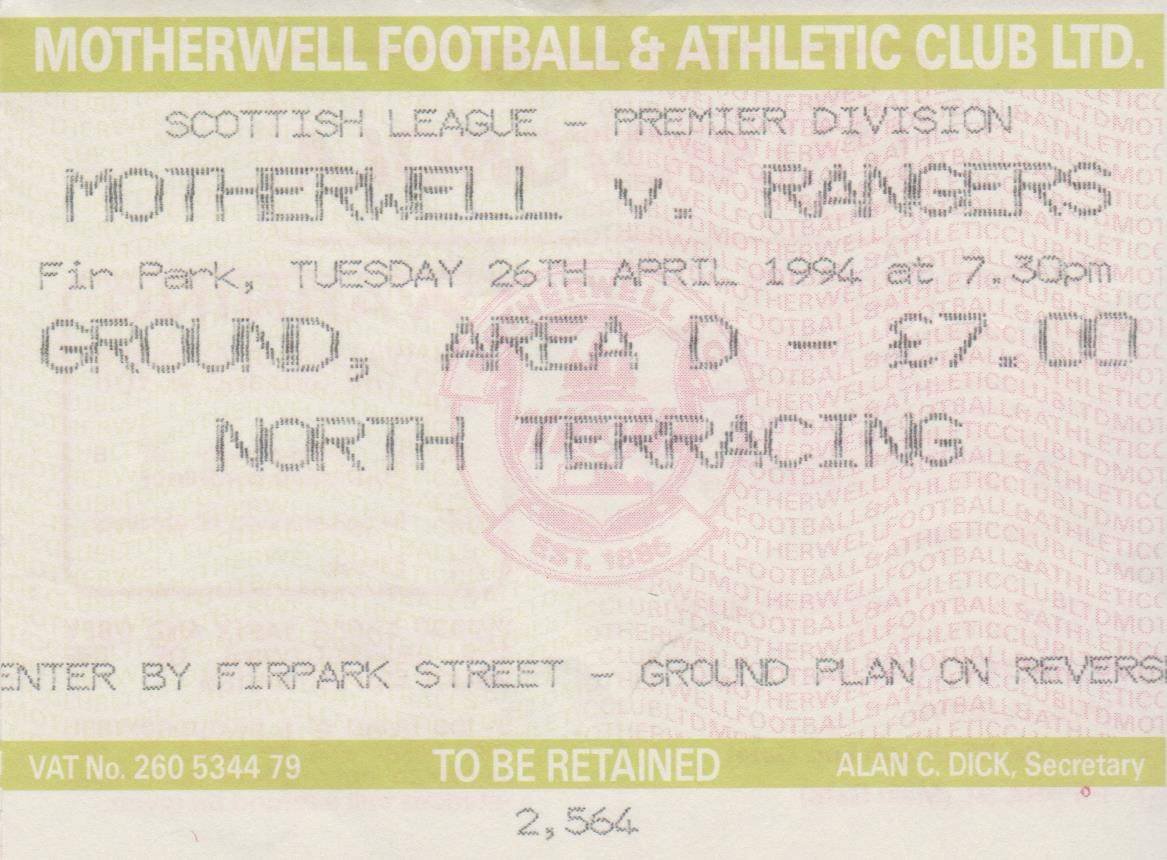 MOTHERWELL FOOTBALL & ATHLETIC CLUB LTD.
SCOTTISH LEAGUE - PREMIER DIVISION
MOTHERWELL v. RANGERS
Fir Park, TUESDAY 26TH APRIL 1994 at 7.30pm
GROUND, AREA D - £7.00
NORTH TERRACING
EST. 1886
ENTER BY FIRPARK STREET - GROUND PLAN ON REVERSE
VAT No. 260 5344 79 TO BE RETAINED ALAN C. DICK, Secretary
2,564